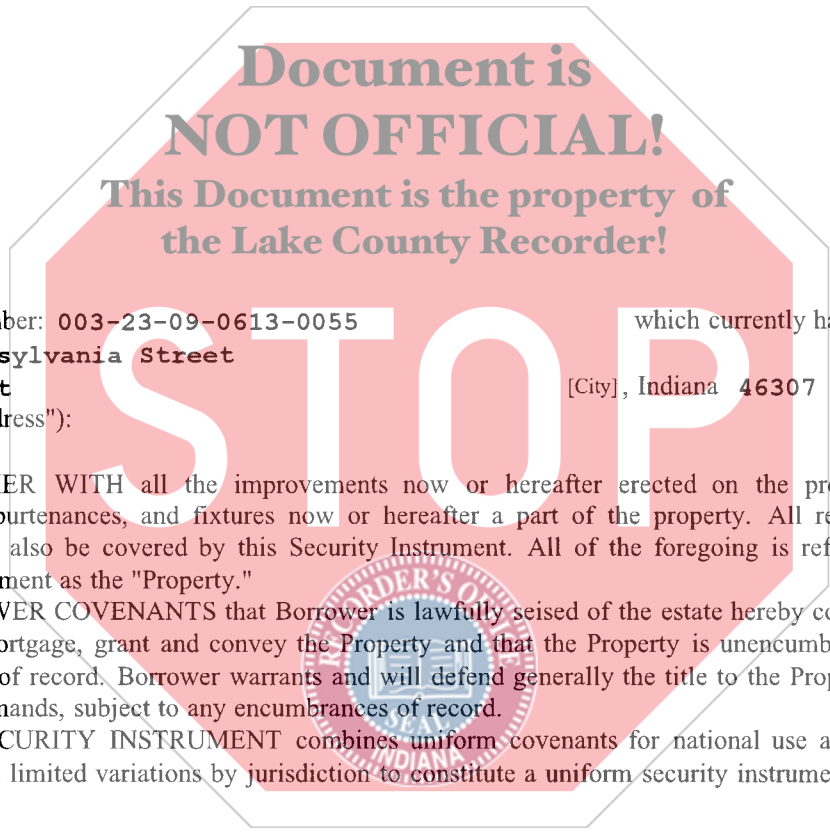 Document is
NOT OFFICIAL!
This Document is the property of
the Lake County Recorder!
STOP
ber: 003-23-09-0613-0055 which currently ha
sylvania Street
t [City], Indiana 46307
dress"):
ER WITH all the improvements now or hereafter erected on the pro
purtenances, and fixtures now or hereafter a part of the property. All re
also be covered by this Security Instrument. All of the foregoing is ref
ment as the "Property."
WER COVENANTS that Borrower is lawfully seised of the estate hereby co
ortgage, grant and convey the Property and that the Property is unencumb
of record. Borrower warrants and will defend generally the title to the Prop
mands, subject to any encumbrances of record.
CURITY INSTRUMENT combines uniform covenants for national use a
limited variations by jurisdiction to constitute a uniform security instrume
RECORDER'S OFFICE
SEAL
INDIANA